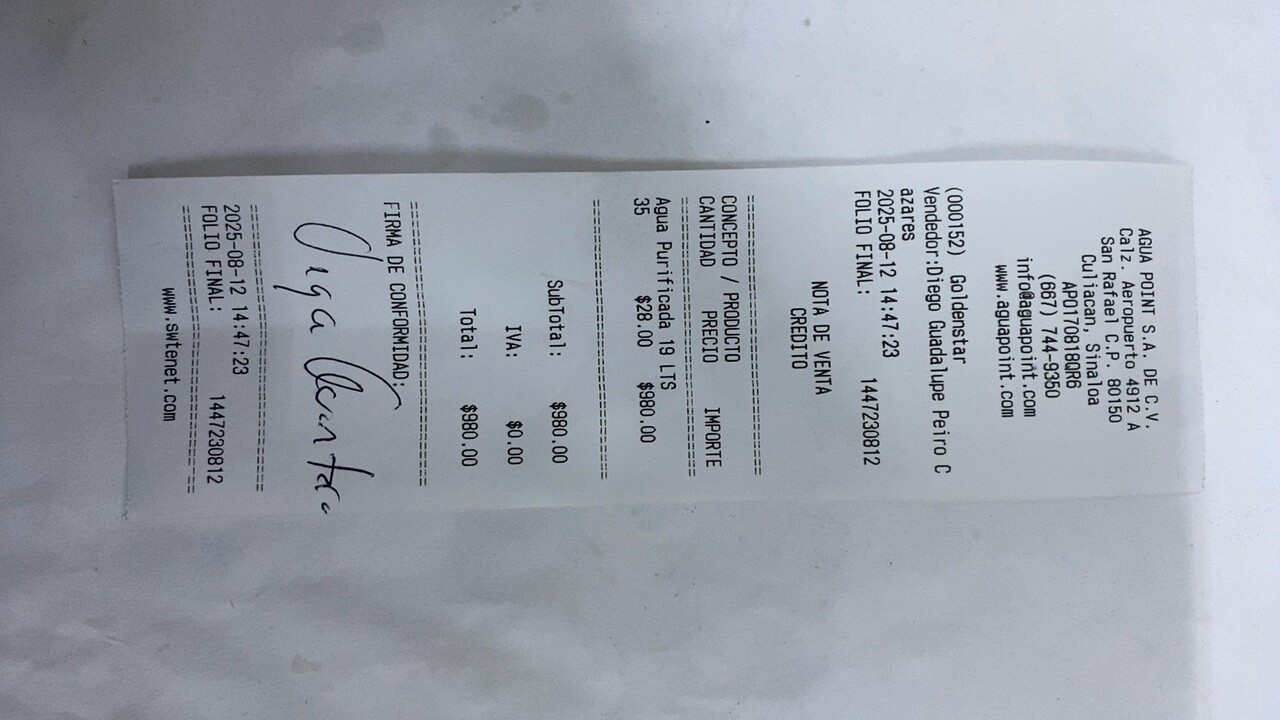 AGUA POINT S.A. DE C.V.
Calz. Aeropuerto 4912 A
San Rafael C.P. 80150
Culiacan, Sinaloa
APO170818QR6
(667) 744-9350
info@aguapoint.com
www.aguapoint.com
(000152) Goldenstar
Vendedor:Diego Guadalupe Peiro C
azares
2025-08-12 14:47:23
FOLIO FINAL: 1447230812
NOTA DE VENTA
CREDITO
================================
CONCEPTO / PRODUCTO
CANTIDAD PRECIO IMPORTE
================================
Agua Purificada 19 LTS
35 $28.00 $980.00
================================
SubTotal: $980.00
IVA: $0.00
Total: $980.00
================================
FIRMA DE CONFORMIDAD:
================================
2025-08-12 14:47:23
FOLIO FINAL: 1447230812
================================
www.swtenet.com